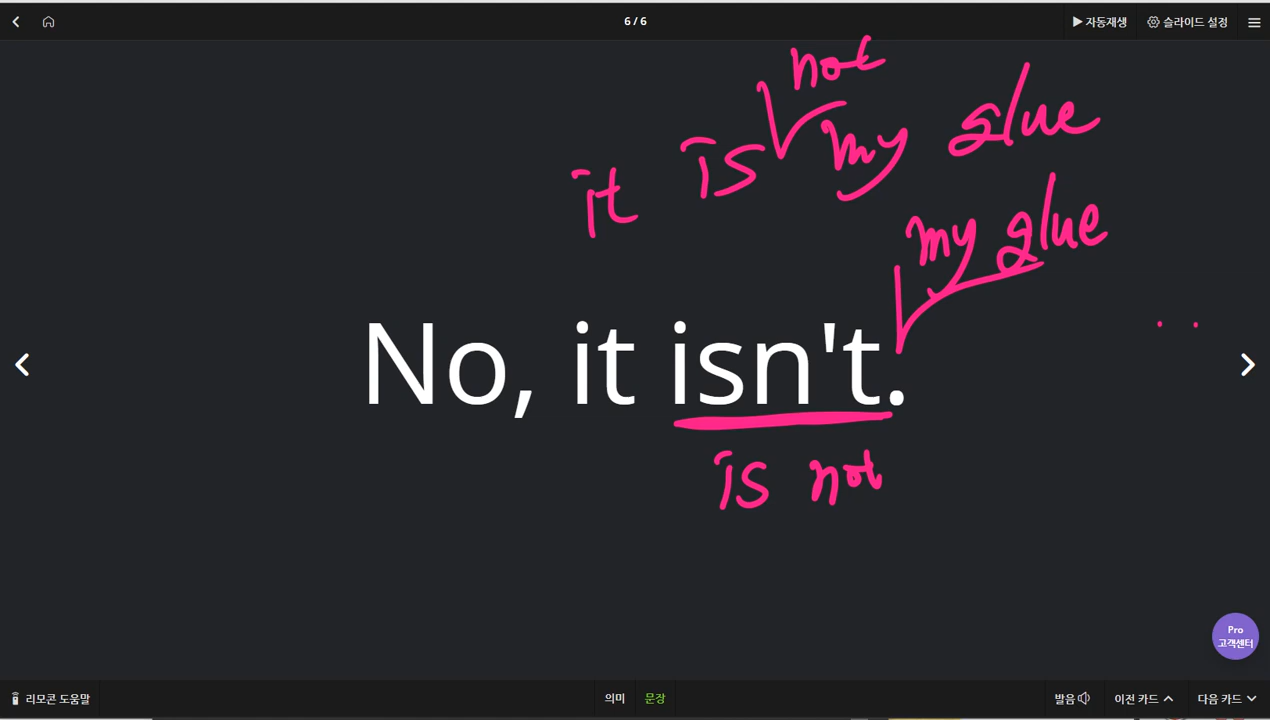 6 / 6
자동재생
슬라이드 설정
not
it is my glue
my glue
No, it isn't.
is not
Pro
고객센터
리모콘 도움말
의미
문장
발음
이전 카드
다음 카드